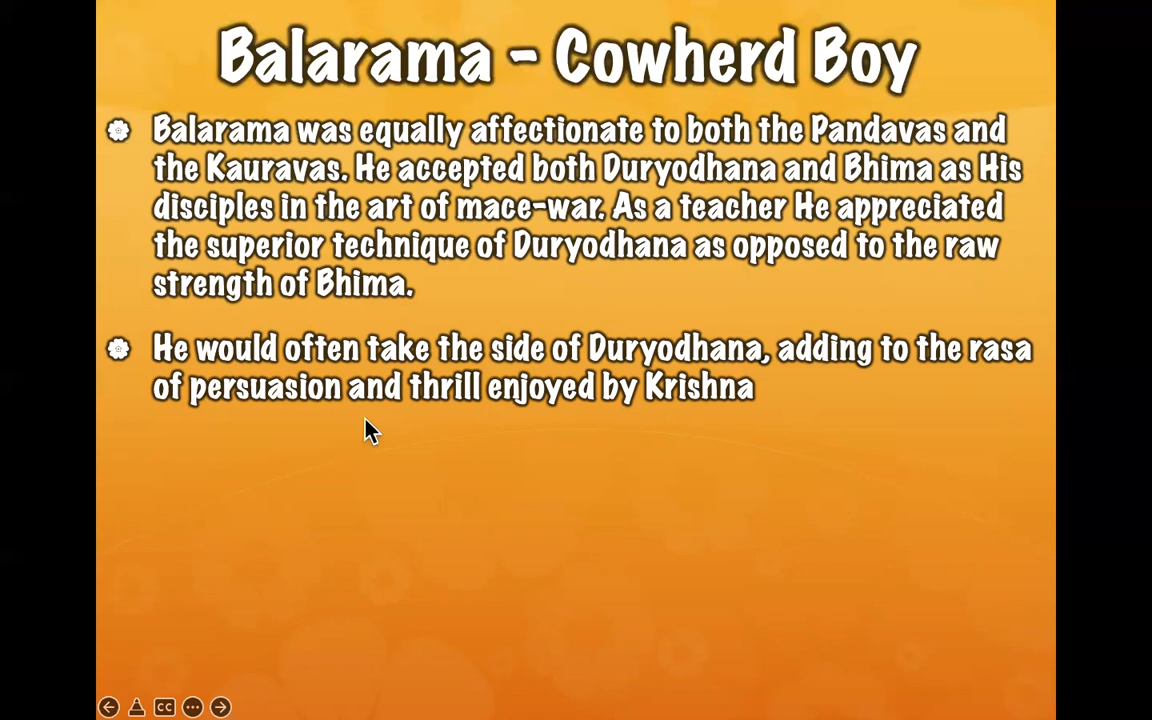 Balarama - Cowherd Boy
Balarama was equally affectionate to both the Pandavas and
the Kauravas. He accepted both Duryodhana and Bhima as His
disciples in the art of mace-war. As a teacher He appreciated
the superior technique of Duryodhana as opposed to the raw
strength of Bhima.
He would often take the side of Duryodhana, adding to the rasa
of persuasion and thrill enjoyed by Krishna
CC